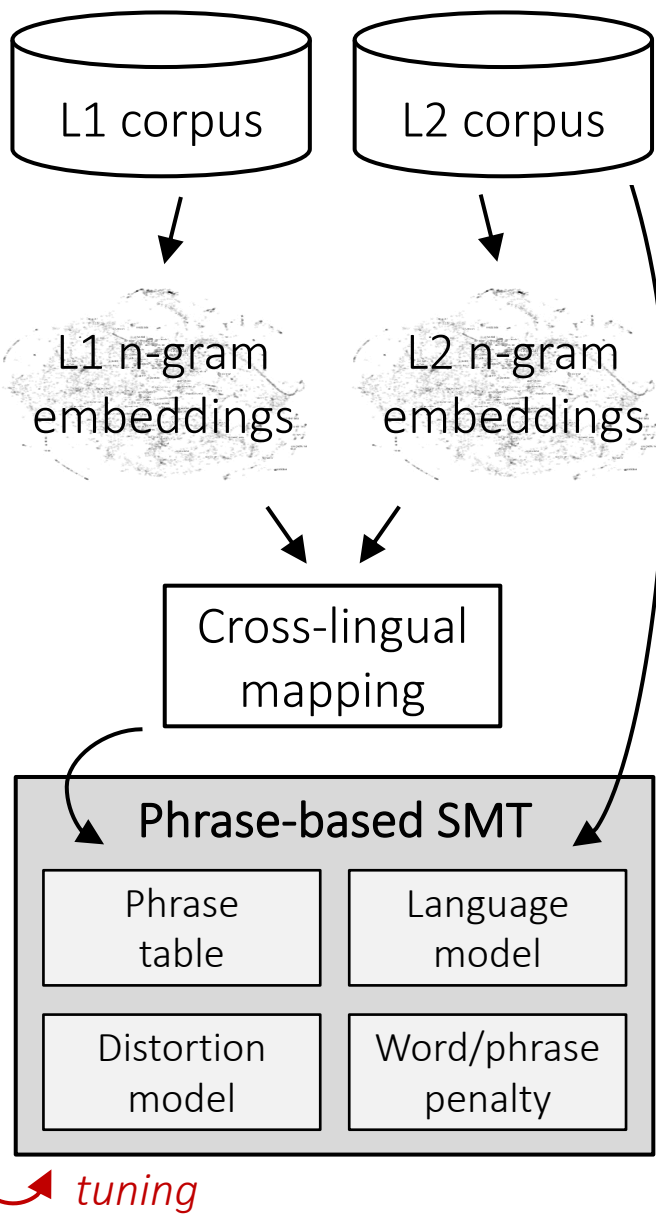 L1 corpus
L2 corpus
L1 n-gram
embeddings
L2 n-gram
embeddings
Cross-lingual
mapping
Phrase-based SMT
Phrase
table
Language
model
Distortion
model
Word/phrase
penalty
tuning